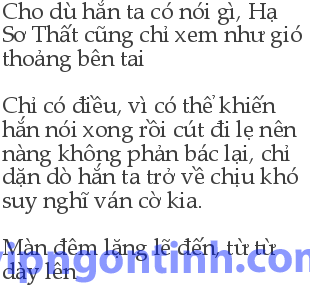 Cho dù hắn ta có nói gì, Hạ
Sơ Thất cũng chỉ xem như gió
thoảng bên tai
Chỉ có điều, vì có thể khiến
hắn nói xong rồi cút đi lẹ nên
nàng không phản bác lại, chỉ
dặn dò hắn ta trở về chịu khó
suy nghĩ ván cờ kia.
Màn đêm lặng lẽ đến, từ từ
dày lên
vipngontinh.com